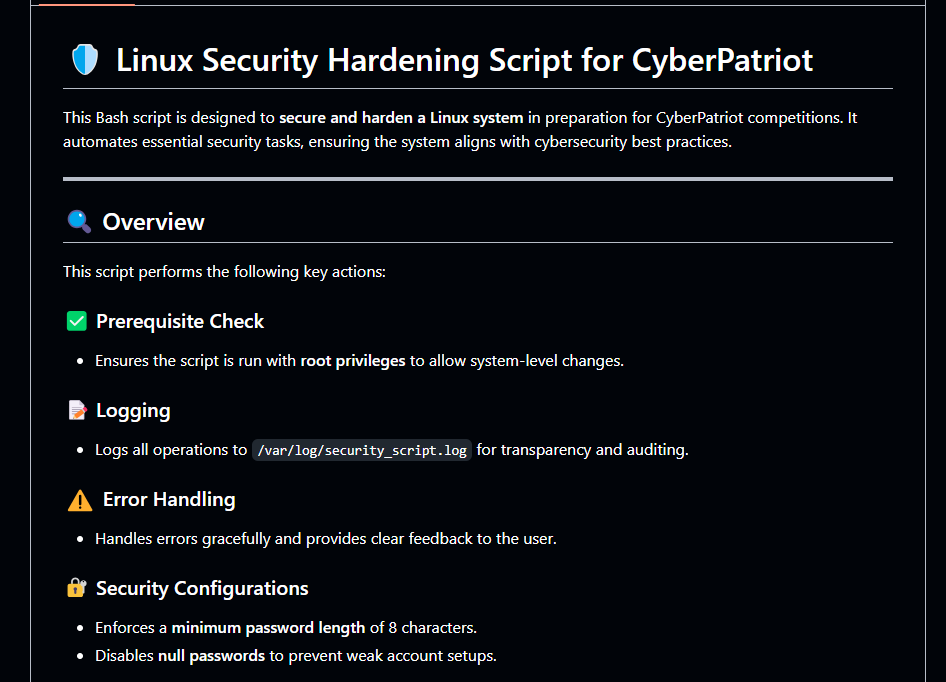 Linux Security Hardening Script for CyberPatriot
This Bash script is designed to secure and harden a Linux system in preparation for CyberPatriot competitions. It
automates essential security tasks, ensuring the system aligns with cybersecurity best practices.
Overview
This script performs the following key actions:
Prerequisite Check
Ensures the script is run with root privileges to allow system-level changes.
Logging
Logs all operations to /var/log/security_script.log for transparency and auditing.
Error Handling
Handles errors gracefully and provides clear feedback to the user.
Security Configurations
Enforces a minimum password length of 8 characters.
Disables null passwords to prevent weak account setups.